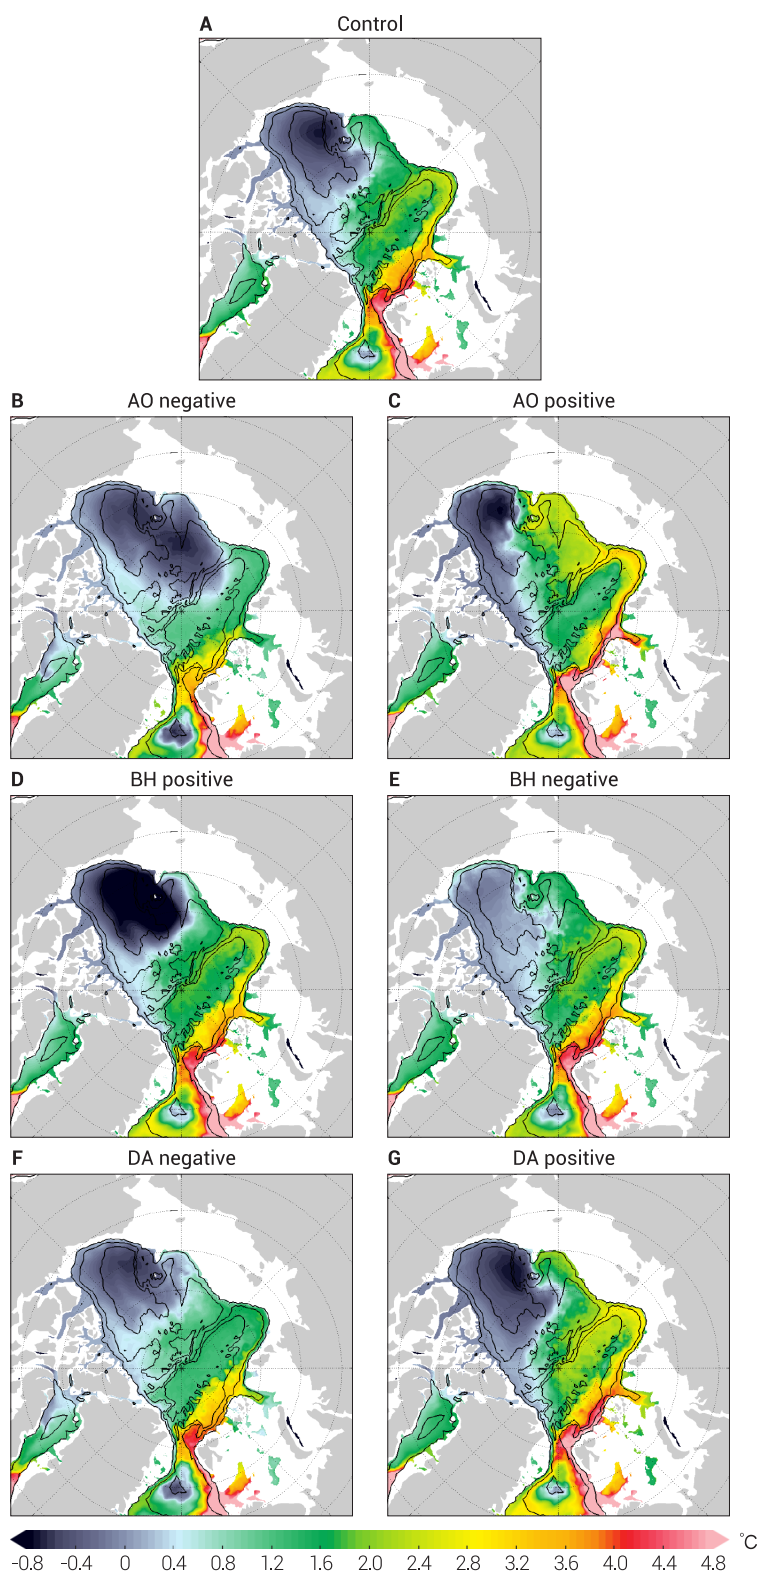 A Control
B AO negative
C AO positive
D BH positive
E BH negative
F DA negative
G DA positive
°C
-0.8 -0.4 0 0.4 0.8 1.2 1.6 2.0 2.4 2.8 3.2 3.6 4.0 4.4 4.8